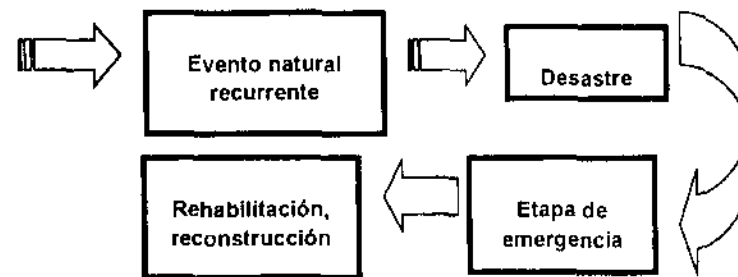 Evento natural
recurrente
Desastre
Rehabilitación,
reconstrucción
Etapa de
emergencia